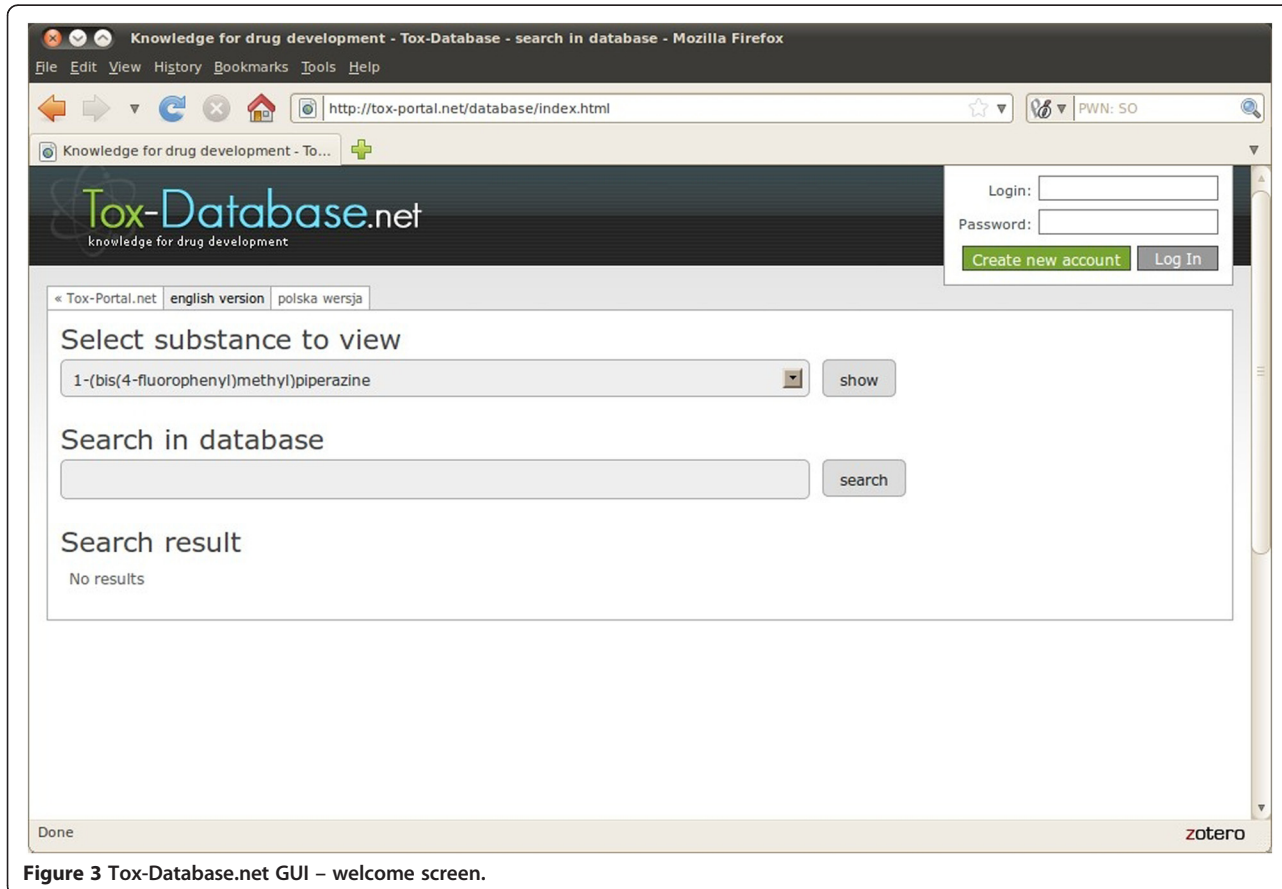 Knowledge for drug development - Tox-Database - search in database - Mozilla Firefox
File Edit View History Bookmarks Tools Help
http://tox-portal.net/database/index.html
PWN: SO
Knowledge for drug development - To...
Tox-Database.net
knowledge for drug development
Login:
Password:
Create new account Log In
« Tox-Portal.net english version polska wersja
Select substance to view
1-(bis(4-fluorophenyl)methyl)piperazine show
Search in database
search
Search result
No results
Done zotero
Figure 3 Tox-Database.net GUI – welcome screen.